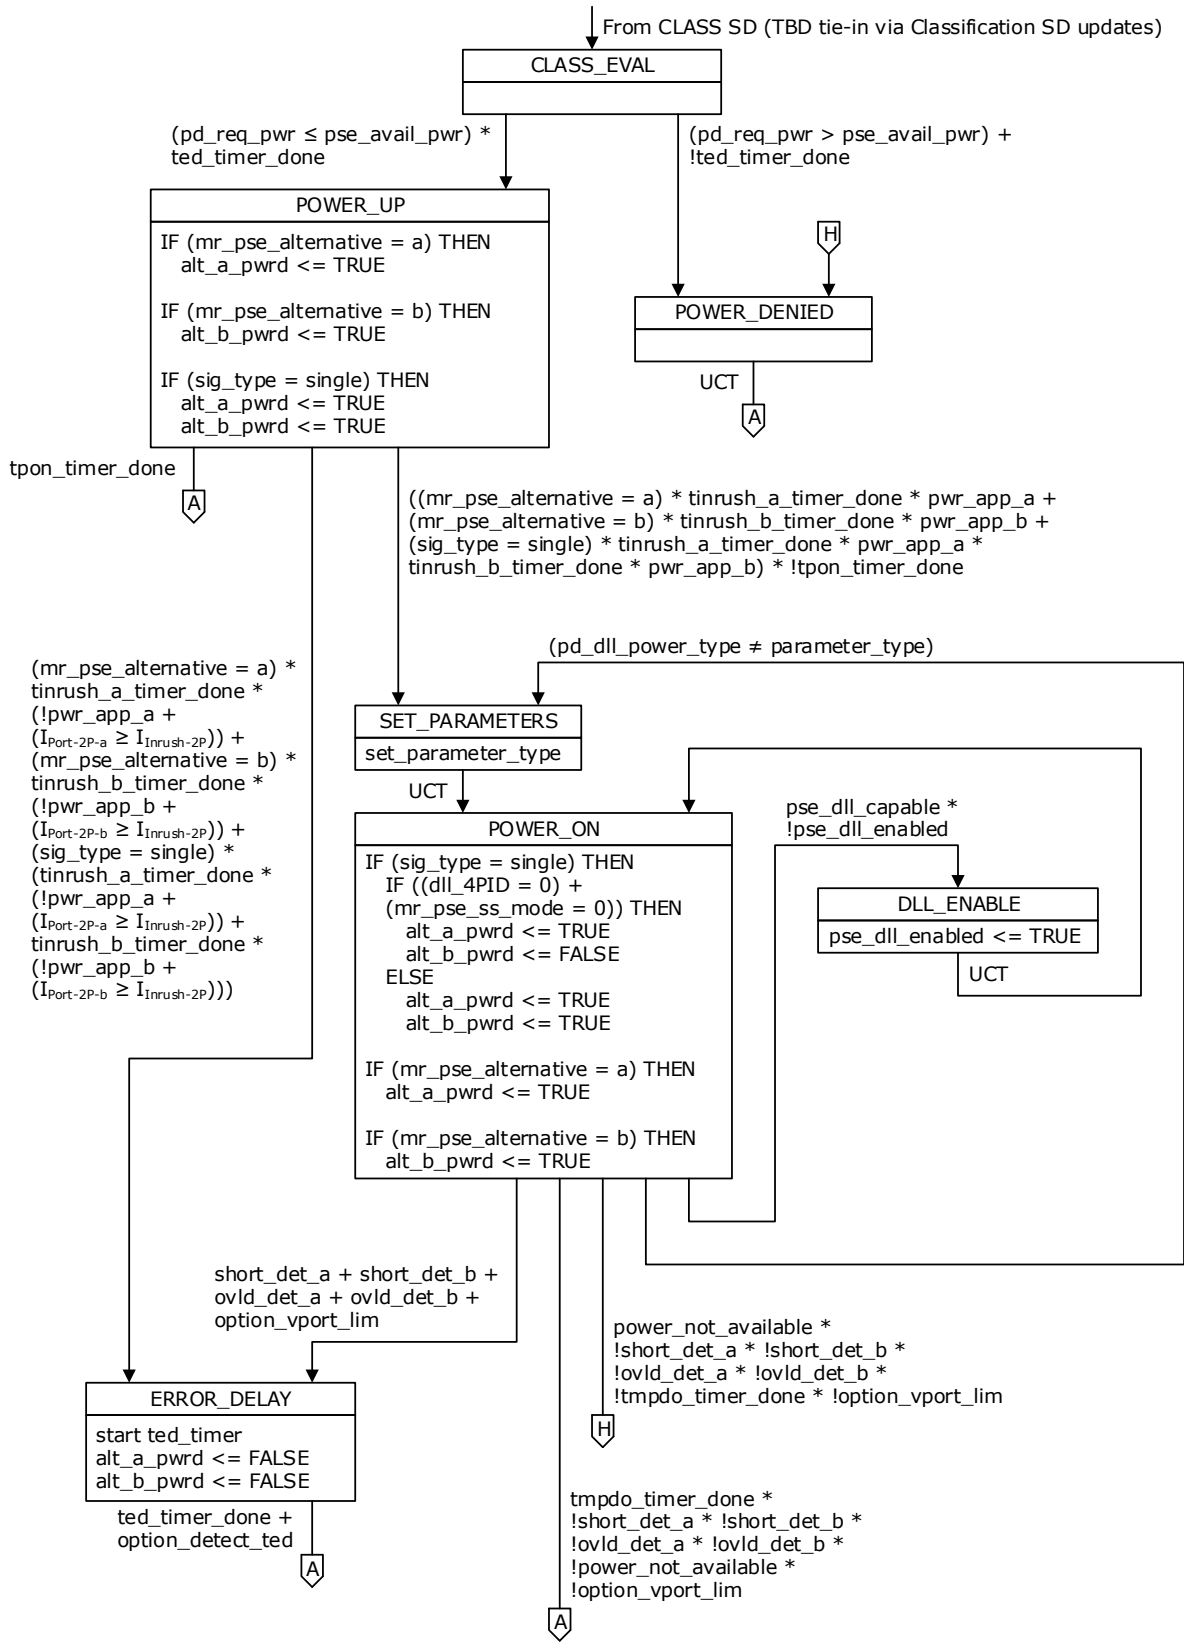 From CLASS SD (TBD tie-in via Classification SD updates)
CLASS_EVAL
(pd_req_pwr ≤ pse_avail_pwr) *
ted_timer_done
(pd_req_pwr > pse_avail_pwr) +
!ted_timer_done
POWER_UP
IF (mr_pse_alternative = a) THEN
alt_a_pwrd <= TRUE
IF (mr_pse_alternative = b) THEN
alt_b_pwrd <= TRUE
IF (sig_type = single) THEN
alt_a_pwrd <= TRUE
alt_b_pwrd <= TRUE
H
POWER_DENIED
UCT
A
tpon_timer_done
A
((mr_pse_alternative = a) * tinrush_a_timer_done * pwr_app_a +
(mr_pse_alternative = b) * tinrush_b_timer_done * pwr_app_b +
(sig_type = single) * tinrush_a_timer_done * pwr_app_a *
tinrush_b_timer_done * pwr_app_b) * !tpon_timer_done
(pd_dll_power_type ≠ parameter_type)
(mr_pse_alternative = a) *
tinrush_a_timer_done *
(!pwr_app_a +
(IPort-2P-a ≥ IInrush-2P)) +
(mr_pse_alternative = b) *
tinrush_b_timer_done *
(!pwr_app_b +
(IPort-2P-b ≥ IInrush-2P)) +
(sig_type = single) *
(tinrush_a_timer_done *
(!pwr_app_a +
(IPort-2P-a ≥ IInrush-2P)) +
tinrush_b_timer_done *
(!pwr_app_b +
(IPort-2P-b ≥ IInrush-2P)))
SET_PARAMETERS
set_parameter_type
UCT
POWER_ON
IF (sig_type = single) THEN
IF ((dll_4PID = 0) +
(mr_pse_ss_mode = 0)) THEN
alt_a_pwrd <= TRUE
alt_b_pwrd <= FALSE
ELSE
alt_a_pwrd <= TRUE
alt_b_pwrd <= TRUE
IF (mr_pse_alternative = a) THEN
alt_a_pwrd <= TRUE
IF (mr_pse_alternative = b) THEN
alt_b_pwrd <= TRUE
pse_dll_capable *
!pse_dll_enabled
DLL_ENABLE
pse_dll_enabled <= TRUE
UCT
short_det_a + short_det_b +
ovld_det_a + ovld_det_b +
option_vport_lim
power_not_available *
!short_det_a * !short_det_b *
!ovld_det_a * !ovld_det_b *
!tmpdo_timer_done * !option_vport_lim
H
ERROR_DELAY
start ted_timer
alt_a_pwrd <= FALSE
alt_b_pwrd <= FALSE
ted_timer_done +
option_detect_ted
A
tmpdo_timer_done *
!short_det_a * !short_det_b *
!ovld_det_a * !ovld_det_b *
!power_not_available *
!option_vport_lim
A